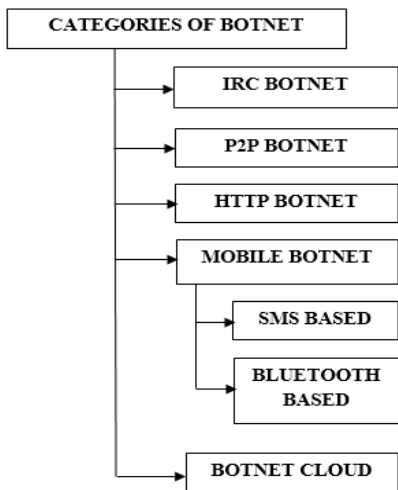 CATEGORIES OF BOTNET
IRC BOTNET
P2P BOTNET
HTTP BOTNET
MOBILE BOTNET
SMS BASED
BLUETOOTH
BASED
BOTNET CLOUD